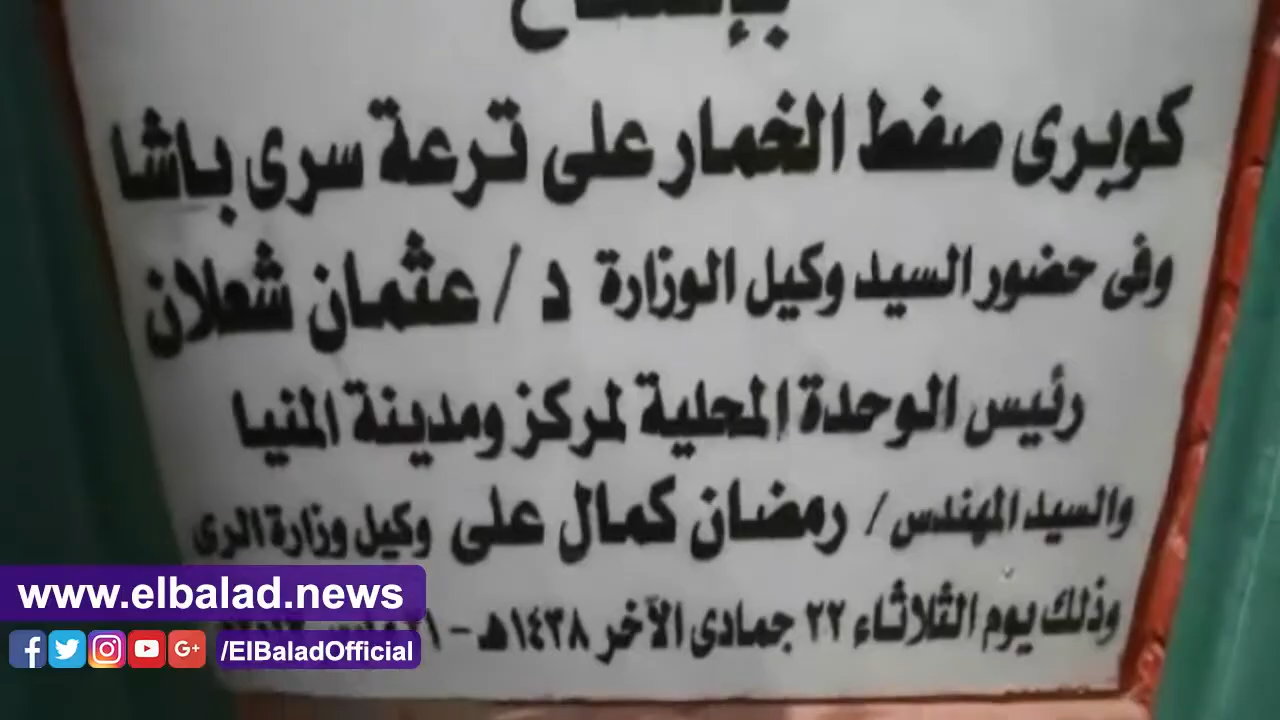 بإفتتاح
كوبرى صفط الخمار على ترعة سرى باشا
وفى حضور السيد وكيل الوزارة د / عثمان شعلان
رئيس الوحدة المحلية لمركز ومدينة المنيا
والسيد المهندس / رمضان كمال على وكيل وزارة الرى
وذلك يوم الثلاثاء ٢٢ جمادى الآخر ١٤٣٨هـ -
www.elbalad.news
/ElBaladOfficial